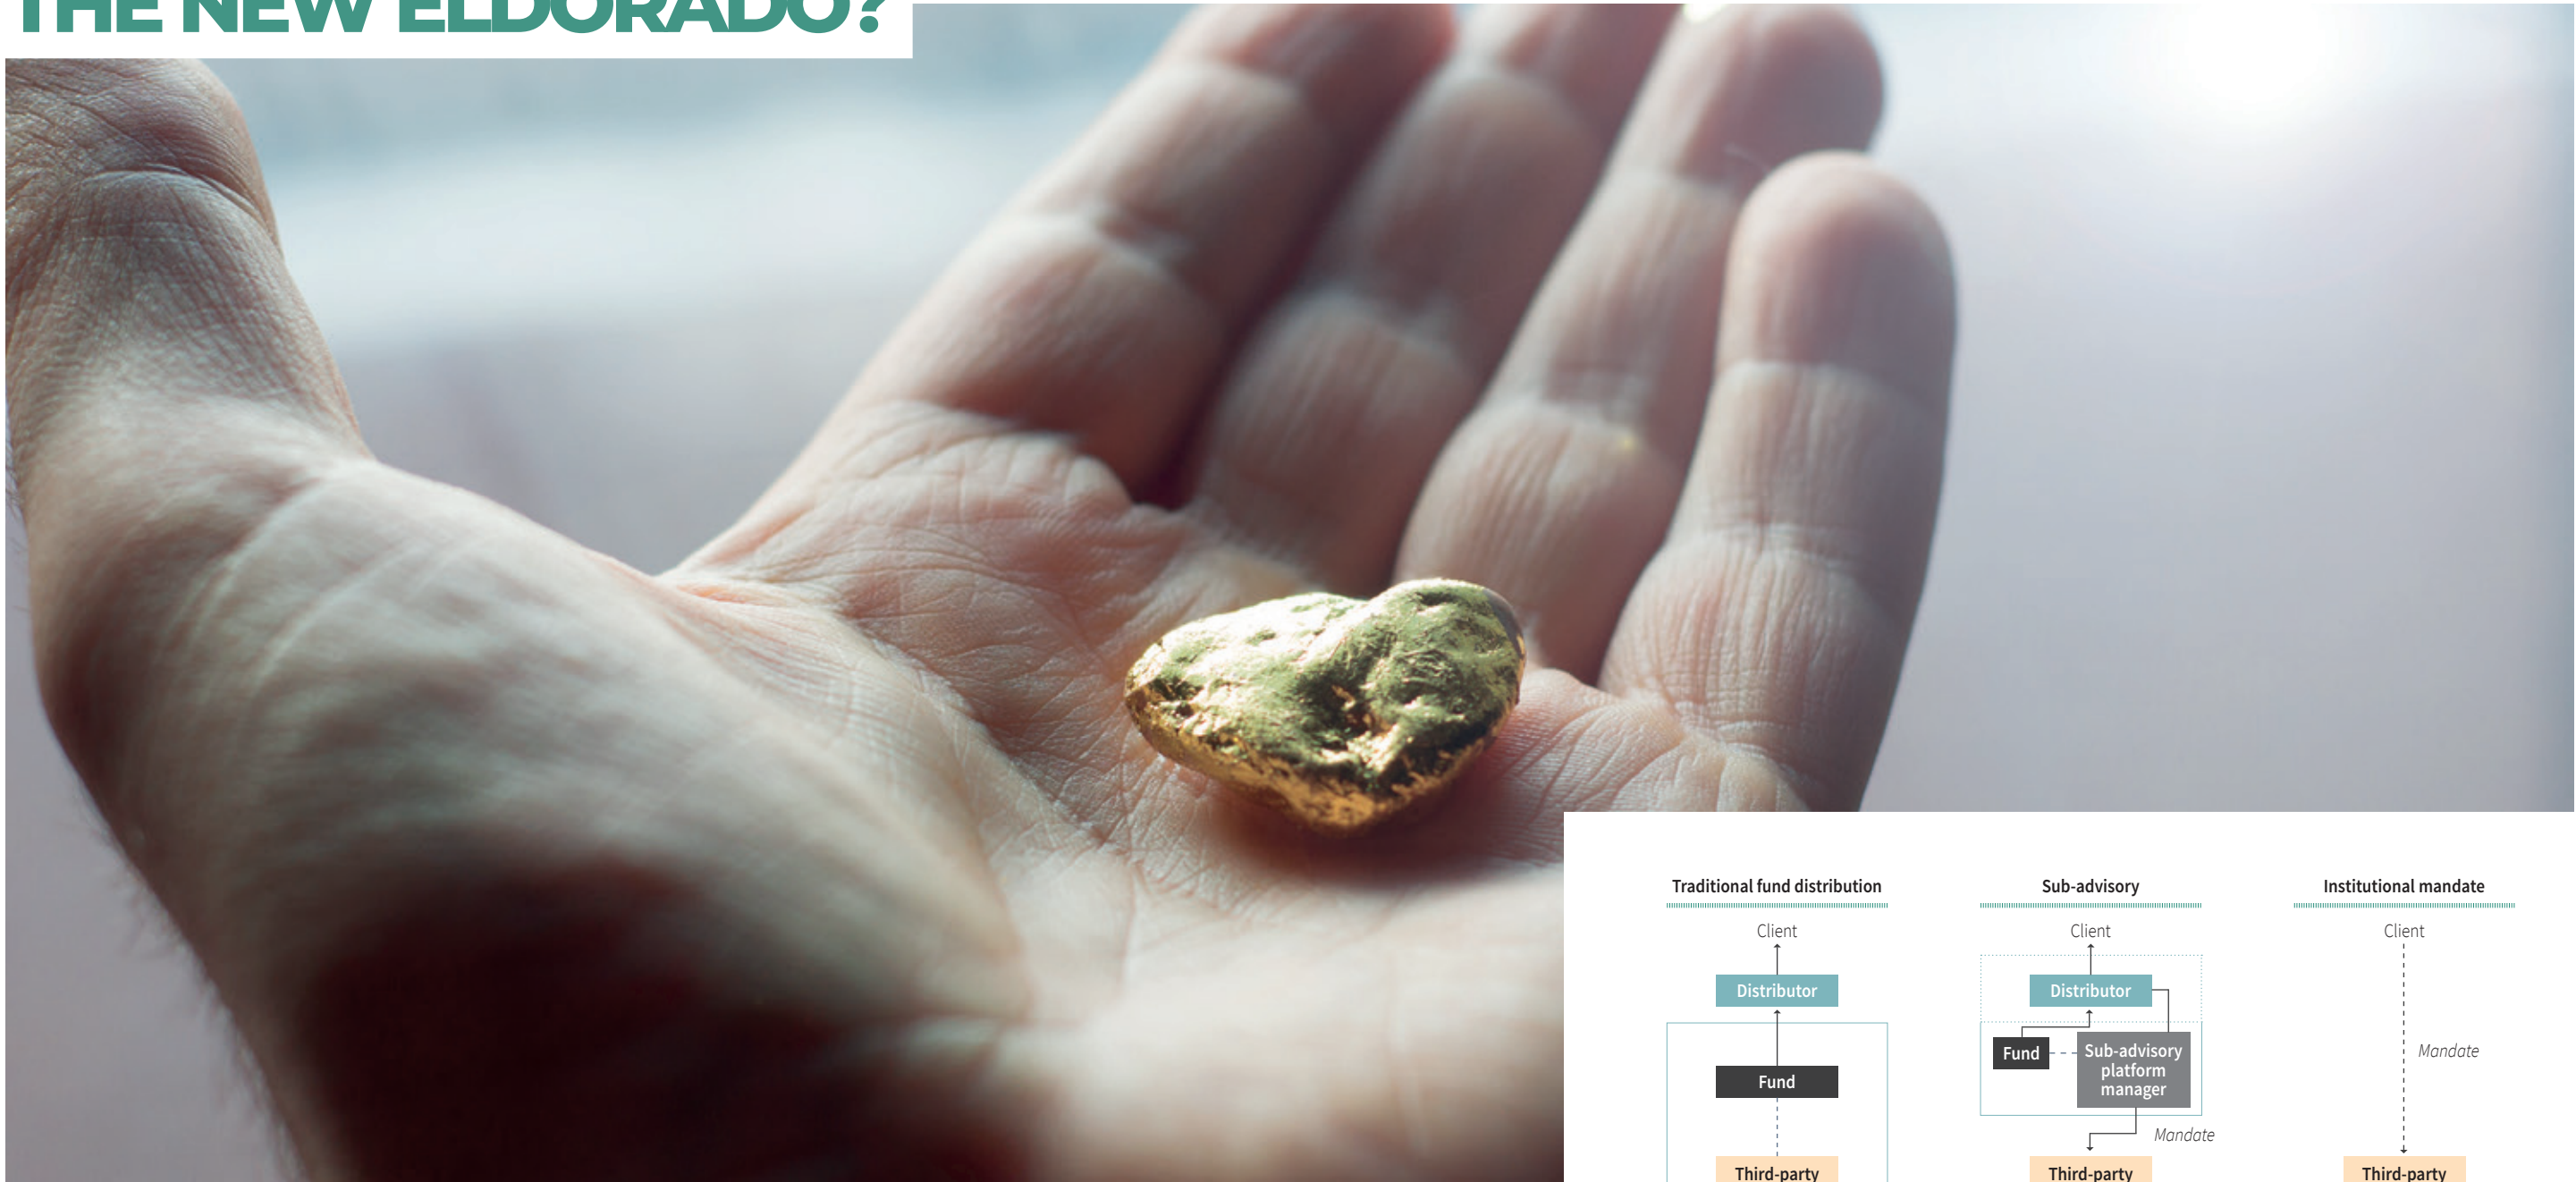 THE NEW ELDORADO?
Traditional fund distribution
Client
Distributor
Fund
Third-party
Sub-advisory
Client
Distributor
Fund
Sub-advisory
platform
manager
Mandate
Third-party
Institutional mandate
Client
Mandate
Third-party